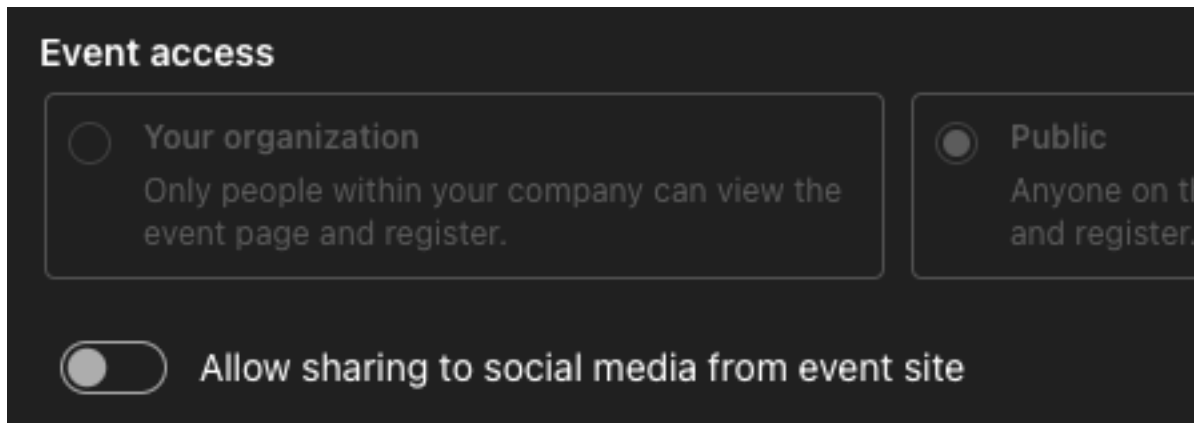 Event access
Your organization
Only people within your company can view the
event page and register.
Public
Anyone on
and register.
Allow sharing to social media from event site